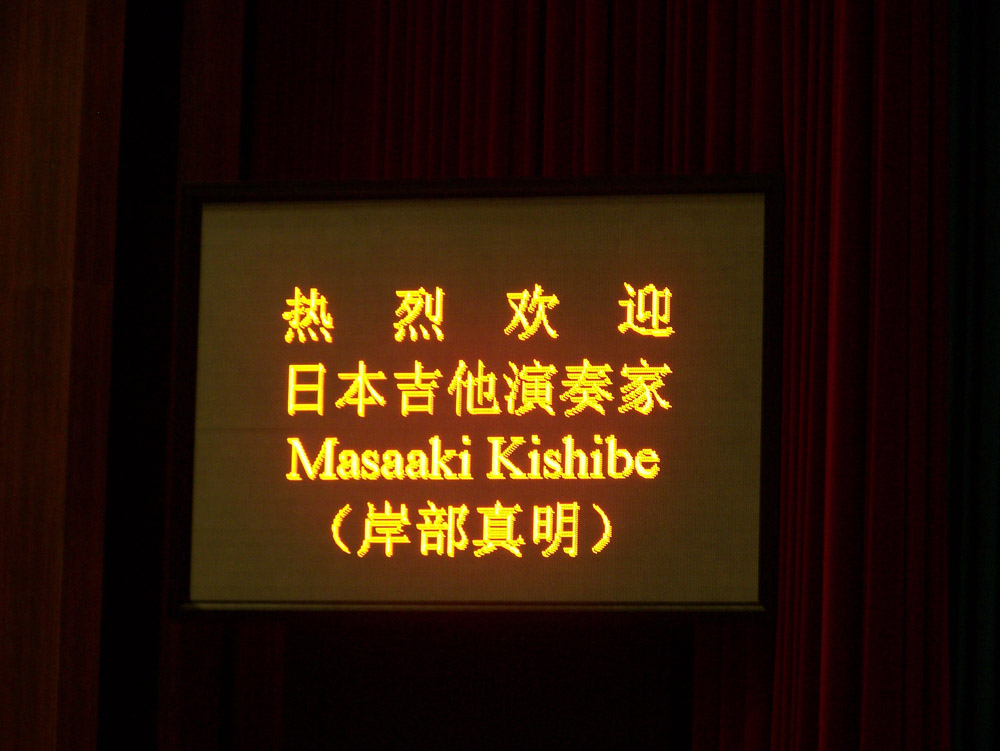 热烈欢迎
日本吉他演奏家
Masaaki Kishibe
（岸部真明）